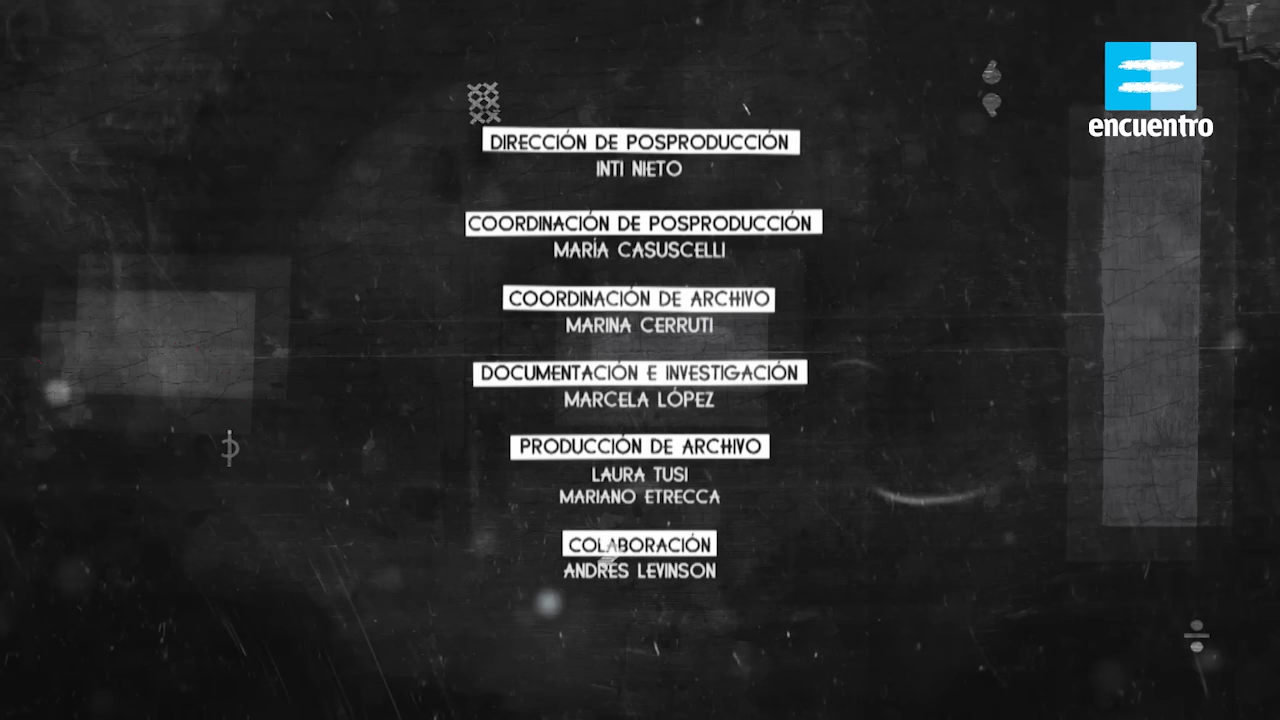 encuentro
DIRECCIÓN DE POSPRODUCCIÓN
INTI NIETO
COORDINACIÓN DE POSPRODUCCIÓN
MARÍA CASUSCELLI
COORDINACIÓN DE ARCHIVO
MARINA CERRUTI
DOCUMENTACIÓN E INVESTIGACIÓN
MARCELA LÓPEZ
PRODUCCIÓN DE ARCHIVO
LAURA TUSI
MARIANO ETRECCA
COLABORACIÓN
ANDRES LEVINSON